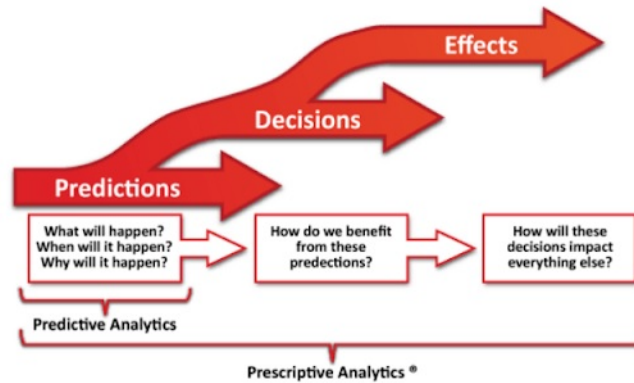 Effects
Decisions
Predictions
What will happen?
When will it happen?
Why will it happen?
How do we benefit
from these
predections?
How will these
decisions impact
everything else?
Predictive Analytics
Prescriptive Analytics ®